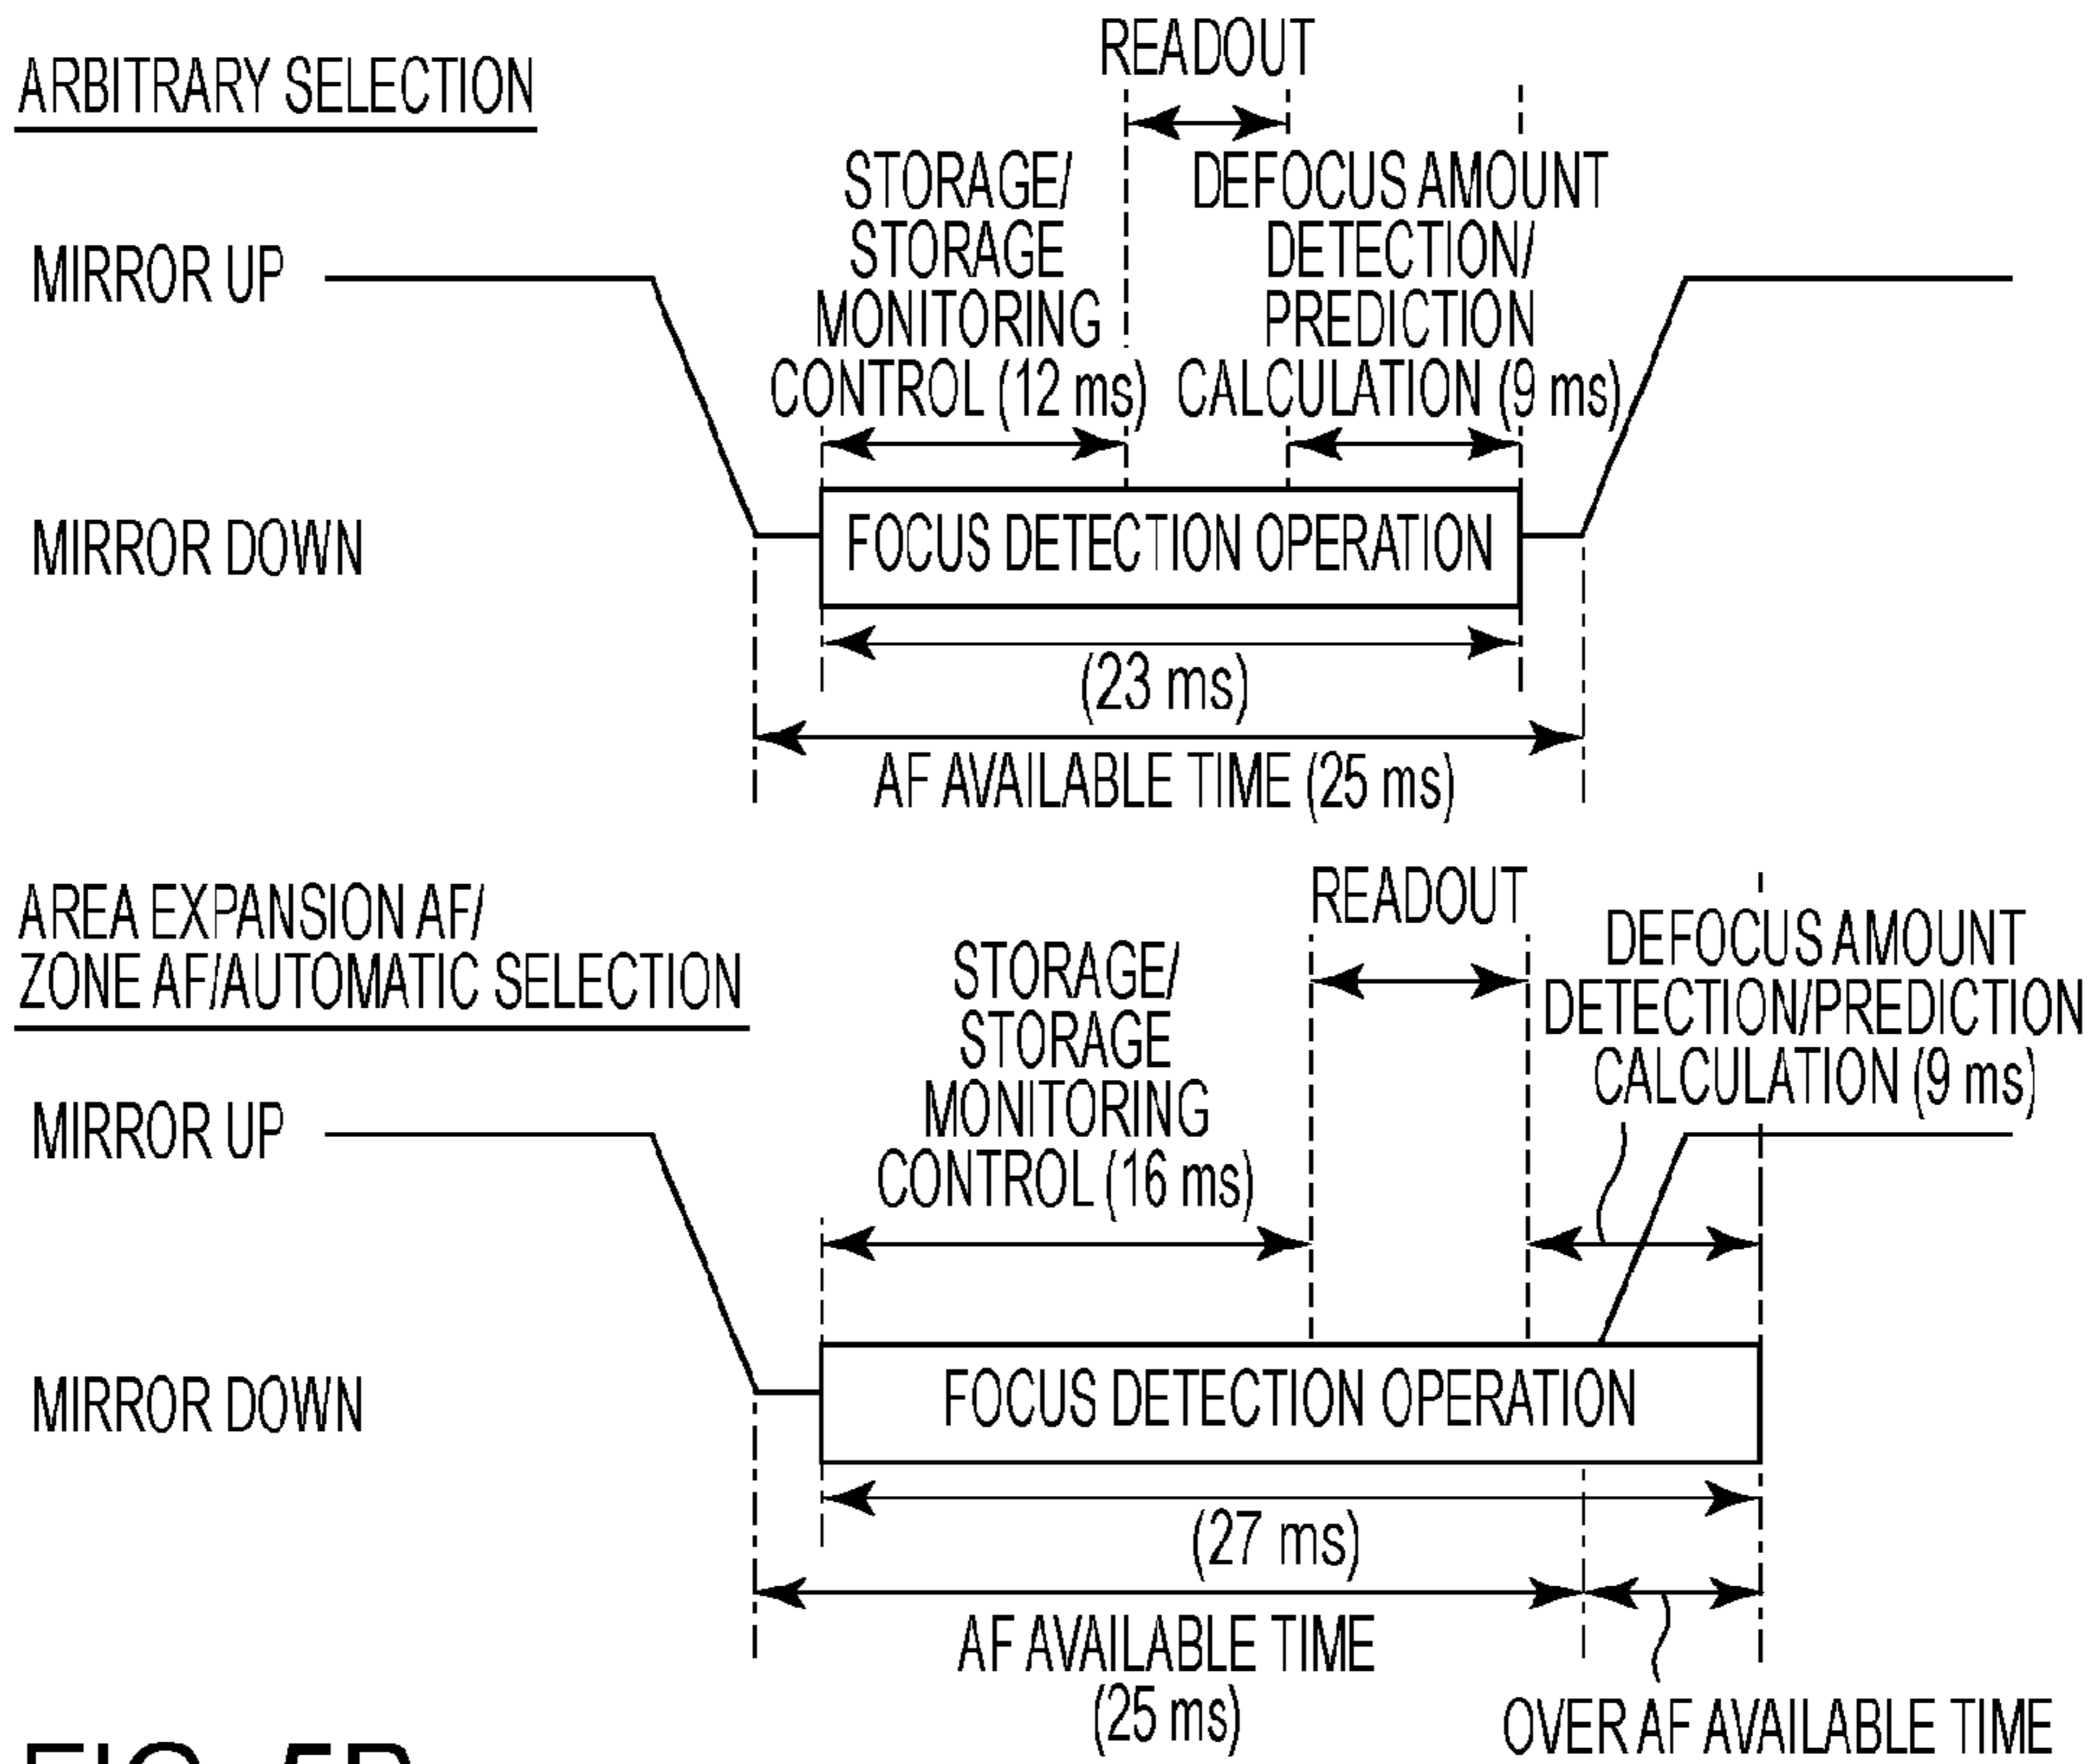 ARBITRARY SELECTION
READOUT
STORAGE/
STORAGE
MONITORING
CONTROL (12 ms)
DEFOCUS AMOUNT
DETECTION/
PREDICTION
CALCULATION (9 ms)
MIRROR UP
MIRROR DOWN
FOCUS DETECTION OPERATION
(23 ms)
AF AVAILABLE TIME (25 ms)
AREA EXPANSION AF/
ZONE AF/AUTOMATIC SELECTION
READOUT
STORAGE/
STORAGE
MONITORING
CONTROL (16 ms)
DEFOCUS AMOUNT
DETECTION/PREDICTION
CALCULATION (9 ms)
MIRROR UP
MIRROR DOWN
FOCUS DETECTION OPERATION
(27 ms)
AF AVAILABLE TIME
(25 ms)
OVER AF AVAILABLE TIME